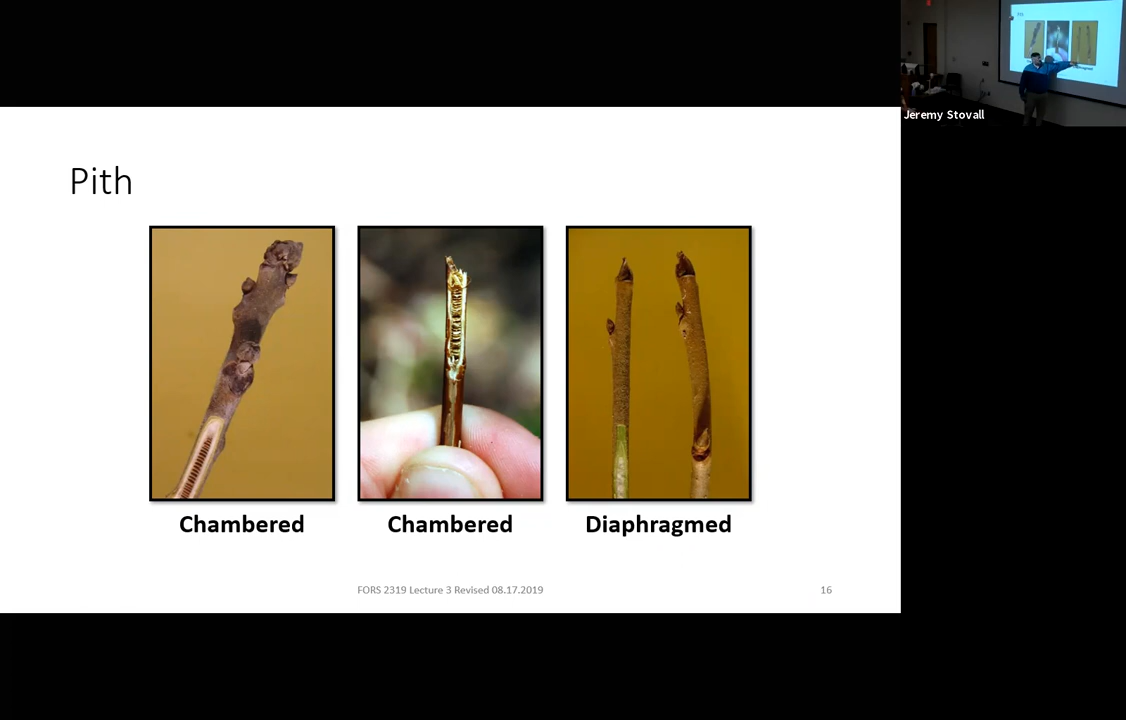 Jeremy Stovall
Pith
Chambered
Chambered
Diaphragmed
FORS 2319 Lecture 3 Revised 08.17.2019
16